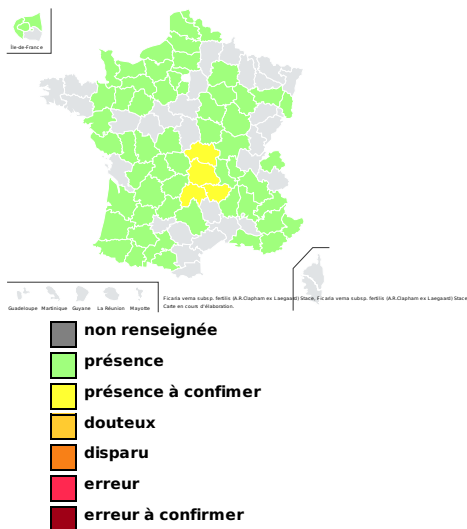 Île-de-France
Guadeloupe Martinique Guyane La Réunion Mayotte
Ficaria verna subsp. fertilis (A.R.Clapham ex Laegaard) Stace, Ficaria verna subsp. fertilis (A.R.Clapham ex Laegaard) Stace
Carte en cours d'élaboration.
non renseignée
présence
présence à confimer
douteux
disparu
erreur
erreur à confirmer